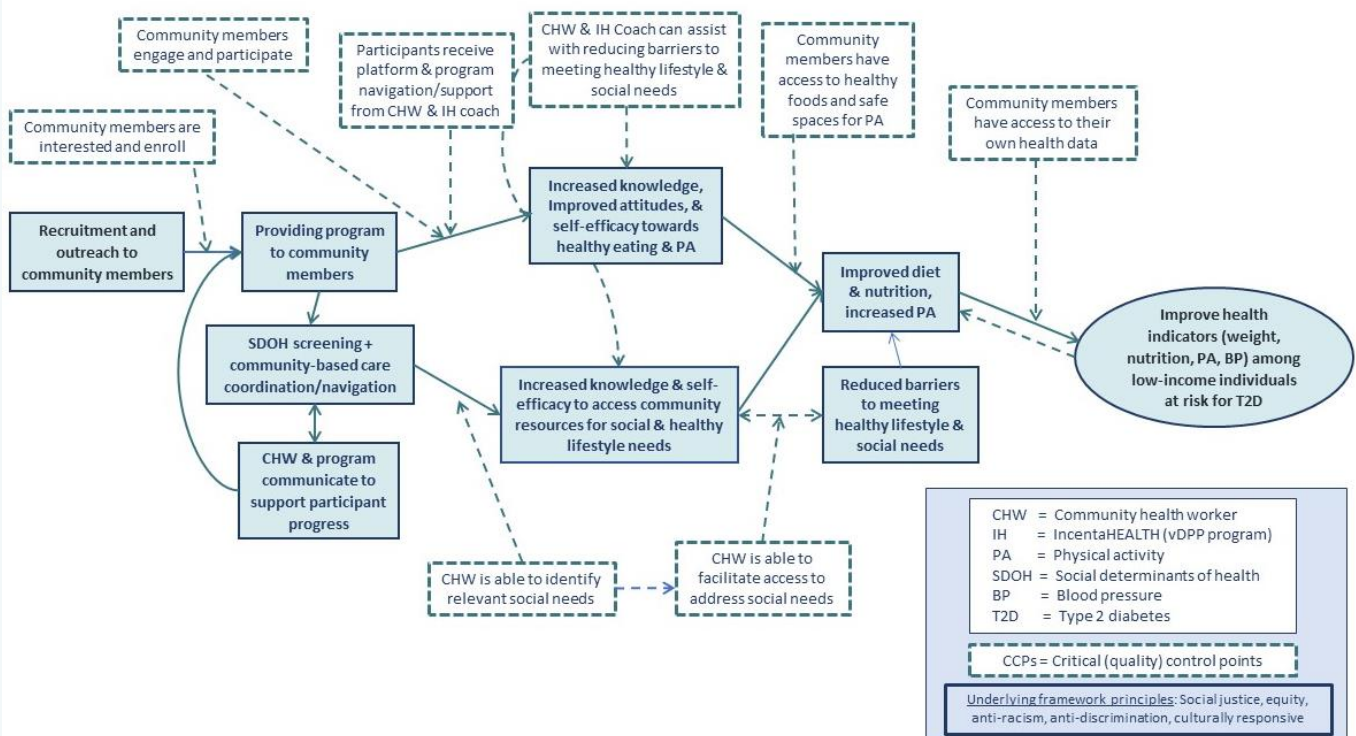 Community members
engage and participate
Participants receive
platform & program
navigation/support
from CHW & IH coach
CHW & IH Coach can assist
with reducing barriers to
meeting healthy lifestyle &
social needs
Community
members have
access to healthy
foods and safe
spaces for PA
Community members
have access to their
own health data
Community members are
interested and enroll
Recruitment and
outreach to
community members
Providing program
to community
members
Increased knowledge,
Improved attitudes, &
self-efficacy towards
healthy eating & PA
Improved diet
& nutrition,
increased PA
Improve health
indicators (weight,
nutrition, PA, BP) among
low-income individuals
at risk for T2D
SDOH screening +
community-based care
coordination/navigation
Increased knowledge & self-
efficacy to access community
resources for social & healthy
lifestyle needs
Reduced barriers
to meeting
healthy lifestyle &
social needs
CHW & program
communicate to
support participant
progress
CHW is able to identify
relevant social needs
CHW is able to
facilitate access to
address social needs
CHW = Community health worker
IH = IncentaHEALTH (vDPP program)
PA = Physical activity
SDOH = Social determinants of health
BP = Blood pressure
T2D = Type 2 diabetes
CCPs = Critical (quality) control points
Underlying framework principles: Social justice, equity,
anti-racism, anti-discrimination, culturally responsive